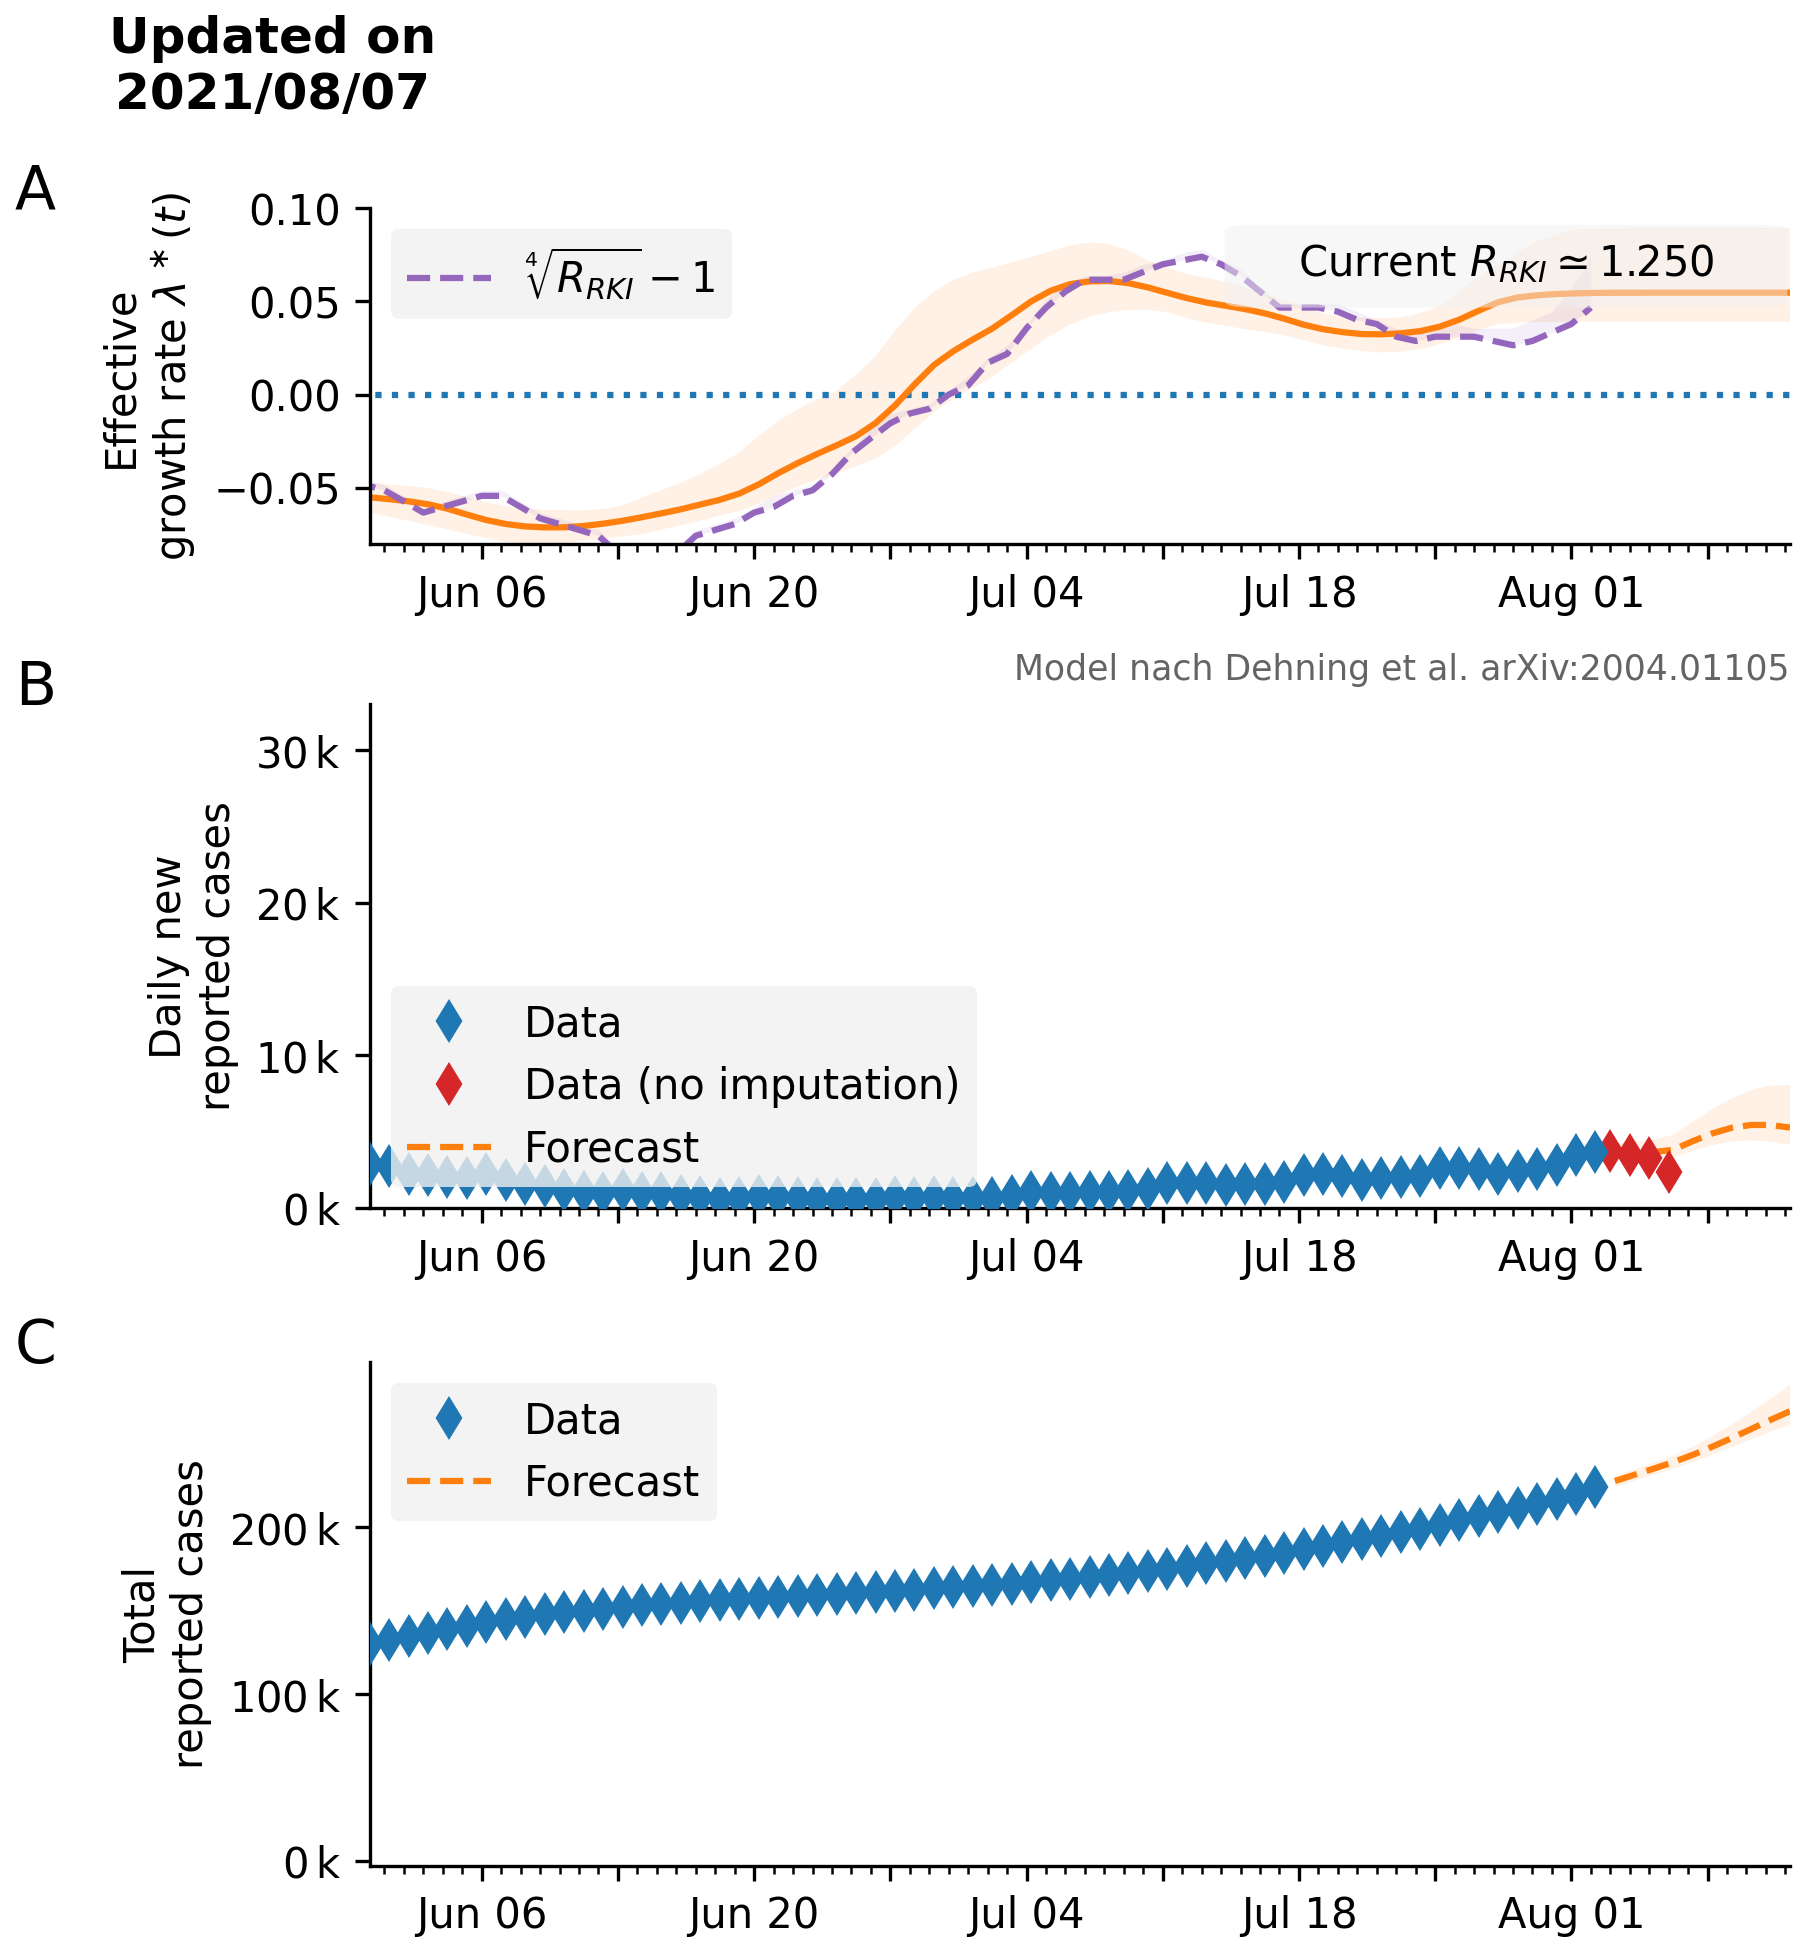 Updated on
2021/08/07
A
Effective
growth rate λ * (t)
0.10
0.05
0.00
−0.05
∜R_RKI − 1
Current R_RKI ≃ 1.250
Jun 06
Jun 20
Jul 04
Jul 18
Aug 01
Model nach Dehning et al. arXiv:2004.01105
B
Daily new
reported cases
30 k
20 k
10 k
0 k
Data
Data (no imputation)
Forecast
Jun 06
Jun 20
Jul 04
Jul 18
Aug 01
C
Total
reported cases
200 k
100 k
0 k
Data
Forecast
Jun 06
Jun 20
Jul 04
Jul 18
Aug 01